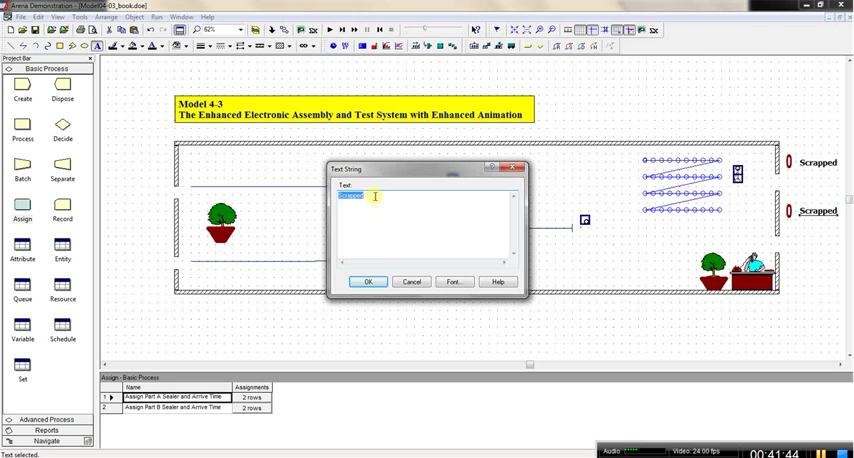 Arena Demonstration - [Model04-03_book.doe]
File Edit View Tools Arrange Object Run Window Help
62%
Project Bar
Basic Process
Create Dispose
Process Decide
Batch Separate
Assign Record
Attribute Entity
Queue Resource
Variable Schedule
Set
Advanced Process
Reports
Navigate
Model 4-3
The Enhanced Electronic Assembly and Test System with Enhanced Animation
0 Scrapped
0 Scrapped
Text String
Text:
Scrapped
OK Cancel Font... Help
Assign - Basic Process
Name Assignments
1 Assign Part A Sealer and Arrive Time 2 rows
2 Assign Part B Sealer and Arrive Time 2 rows
Text selected.
Audio Video: 24.00 fps 00:41:44